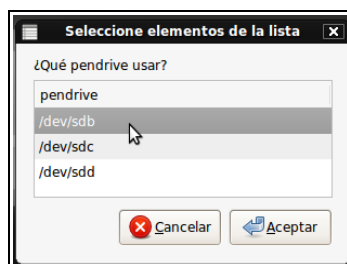 Seleccione elementos de la lista
¿Qué pendrive usar?
pendrive
/dev/sdb
/dev/sdc
/dev/sdd
Cancelar Aceptar